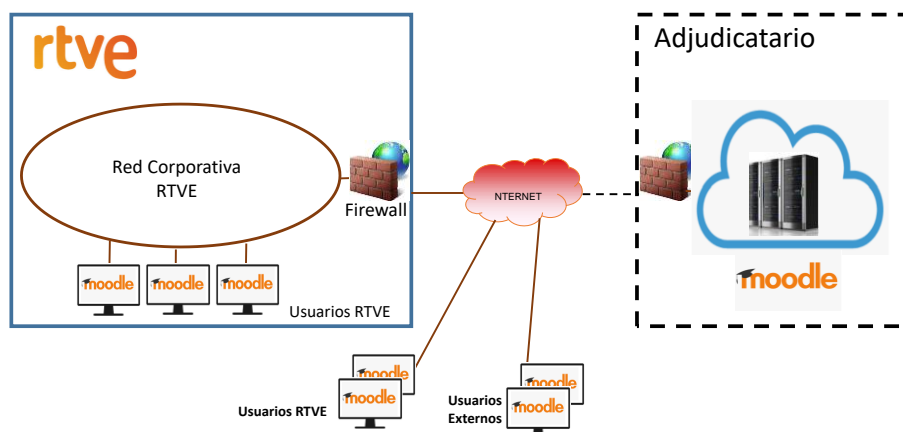 rtve
Adjudicatario
Red Corporativa
RTVE
Firewall
NTERNET
moodle
moodle
moodle
moodle
Usuarios RTVE
moodle
moodle
Usuarios RTVE
moodle
moodle
Usuarios
Externos